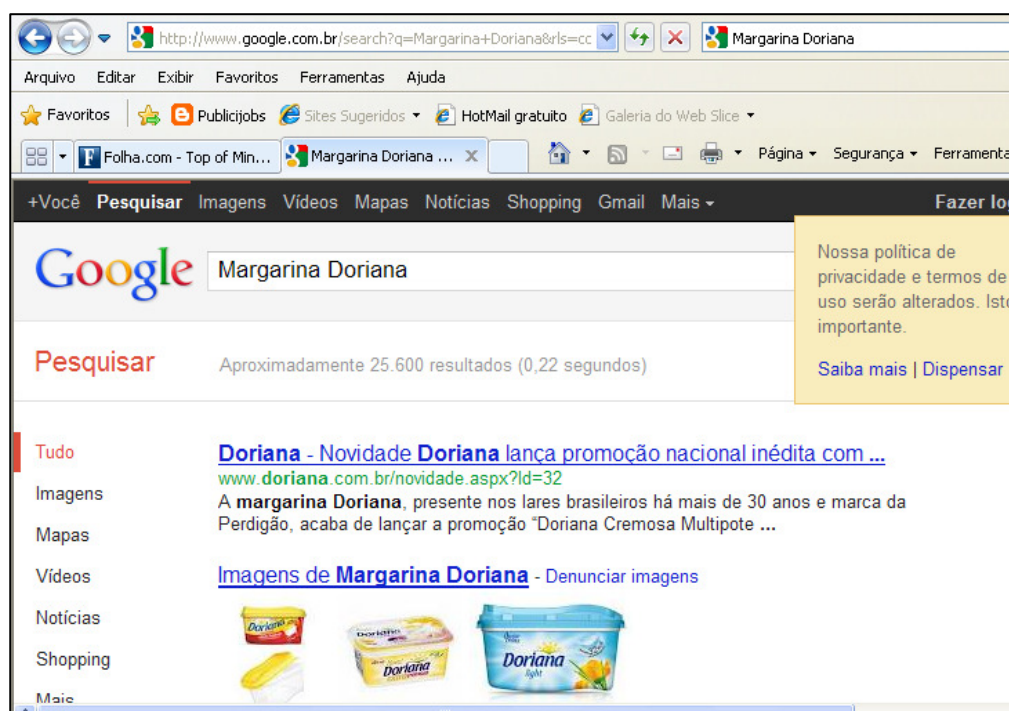 http://www.google.com.br/search?q=Margarina+Doriana&rls=cc
Margarina Doriana
Arquivo Editar Exibir Favoritos Ferramentas Ajuda
Favoritos Publicijobs Sites Sugeridos HotMail gratuito Galeria do Web Slice
Folha.com - Top of Min... Margarina Doriana ... Página Segurança Ferramenta
+Você Pesquisar Imagens Vídeos Mapas Notícias Shopping Gmail Mais Fazer lo
Google Margarina Doriana
Nossa política de
privacidade e termos de
uso serão alterados. Isto
importante.
Saiba mais | Dispensar
Pesquisar Aproximadamente 25.600 resultados (0,22 segundos)
Tudo
Imagens
Mapas
Vídeos
Notícias
Shopping
Mais
Doriana - Novidade Doriana lança promoção nacional inédita com ...
www.doriana.com.br/novidade.aspx?Id=32
A margarina Doriana, presente nos lares brasileiros há mais de 30 anos e marca da
Perdigão, acaba de lançar a promoção “Doriana Cremosa Multipote ...
Imagens de Margarina Doriana - Denunciar imagens
Doriana
Doriana
Doriana
Doriana
light